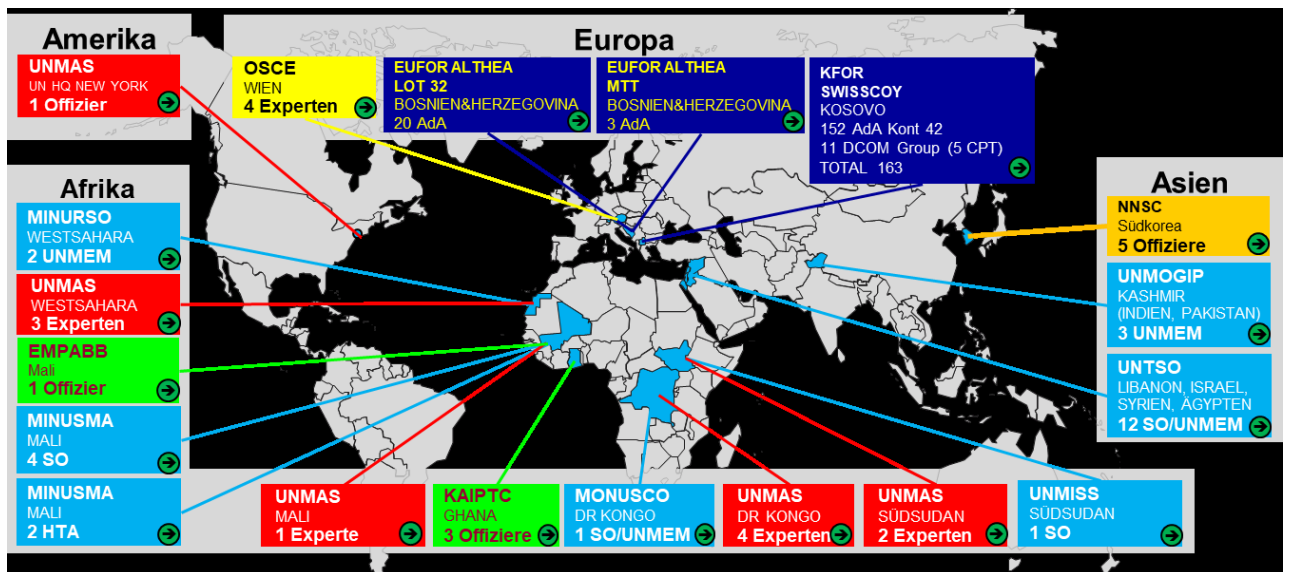 Amerika
UNMAS
UN HQ NEW YORK
1 Offizier
Europa
OSCE
WIEN
4 Experten
EUFOR ALTHEA
LOT 32
BOSNIEN&HERZEGOVINA
20 AdA
EUFOR ALTHEA
MTT
BOSNIEN&HERZEGOVINA
3 AdA
KFOR
SWISSCOY
KOSOVO
152 AdA Kont 42
11 DCOM Group (5 CPT)
TOTAL 163
Afrika
MINURSO
WESTSAHARA
2 UNMEM
UNMAS
WESTSAHARA
3 Experten
EMPABB
Mali
1 Offizier
MINUSMA
MALI
4 SO
MINUSMA
MALI
2 HTA
UNMAS
MALI
1 Experte
KAIPTC
GHANA
3 Offiziere
MONUSCO
DR KONGO
1 SO/UNMEM
UNMAS
DR KONGO
4 Experten
UNMAS
SÜDSUDAN
2 Experten
UNMISS
SÜDSUDAN
1 SO
Asien
NNSC
Südkorea
5 Offiziere
UNMOGIP
KASHMIR
(INDIEN, PAKISTAN)
3 UNMEM
UNTSO
LIBANON, ISRAEL,
SYRIEN, ÄGYPTEN
12 SO/UNMEM